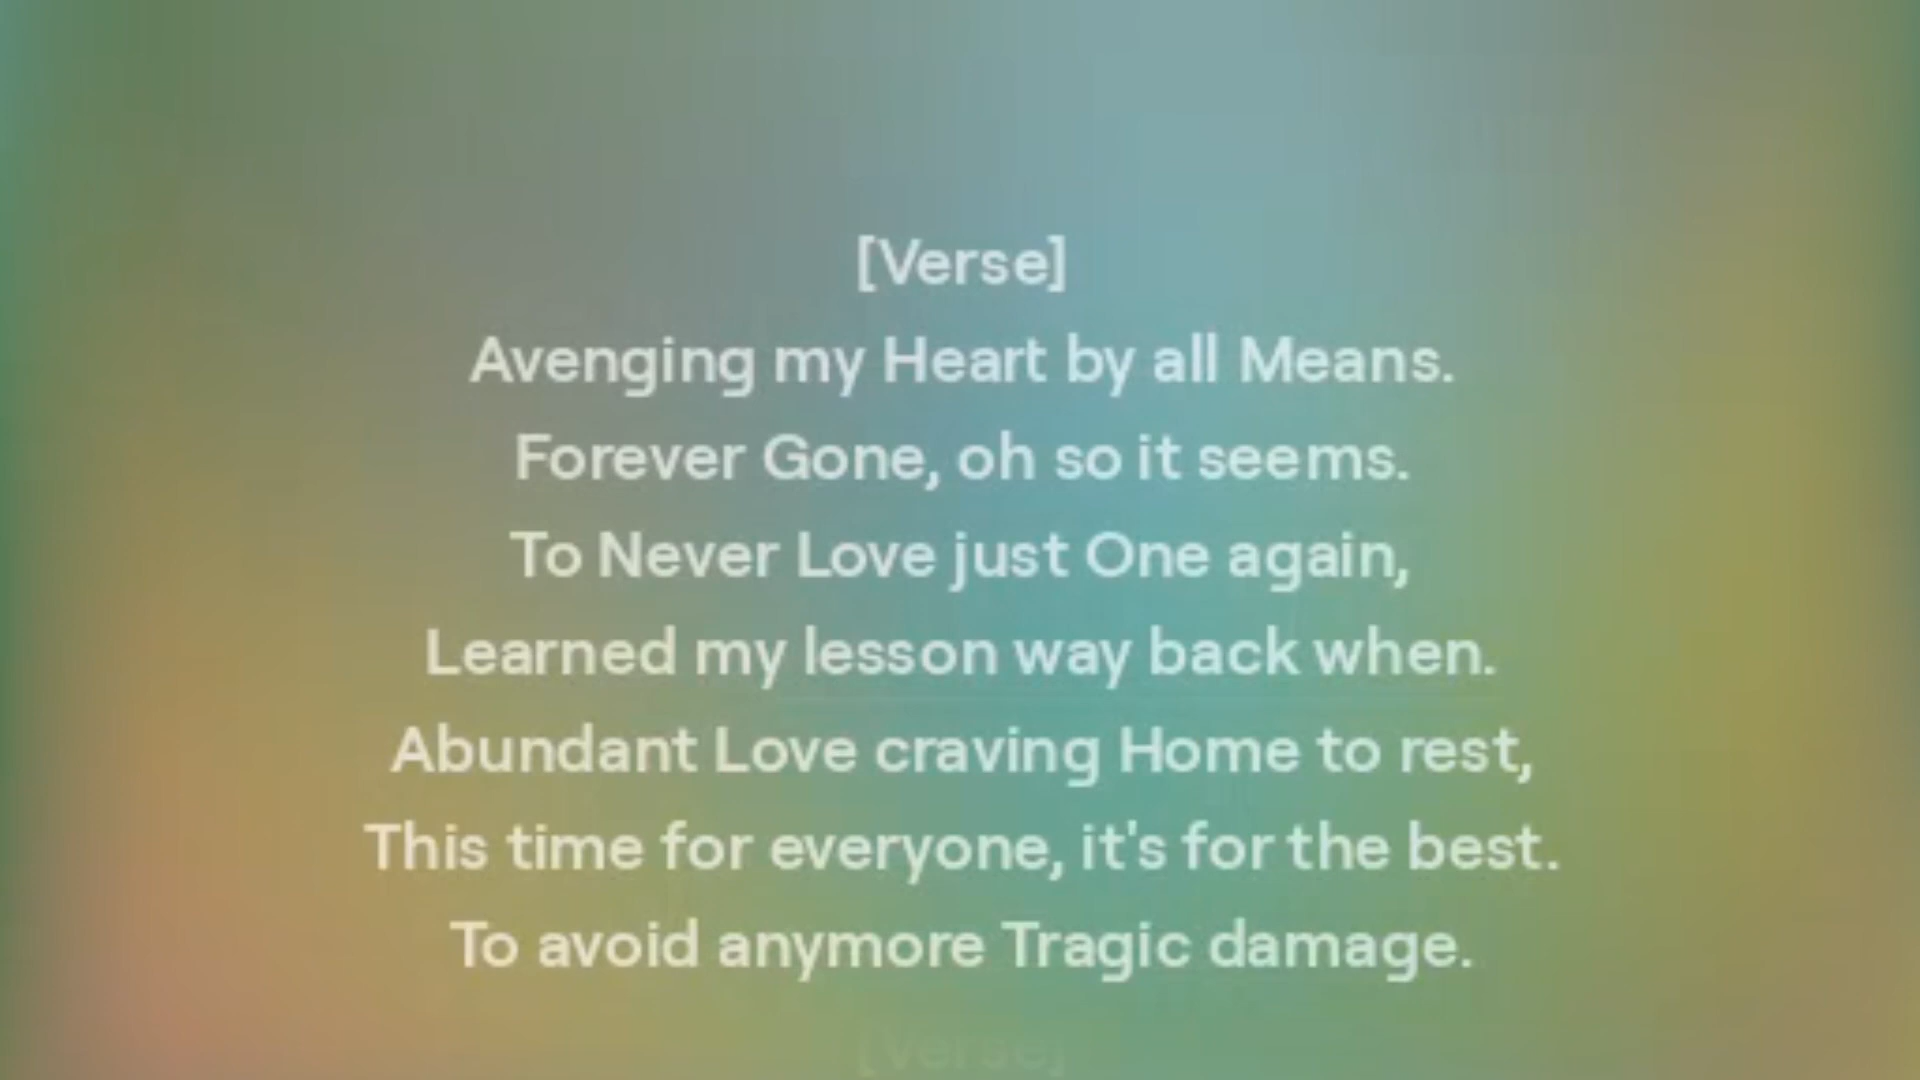 [Verse]
Avenging my Heart by all Means.
Forever Gone, oh so it seems.
To Never Love just One again,
Learned my lesson way back when.
Abundant Love craving Home to rest,
This time for everyone, it's for the best.
To avoid anymore Tragic damage.
[Verse]